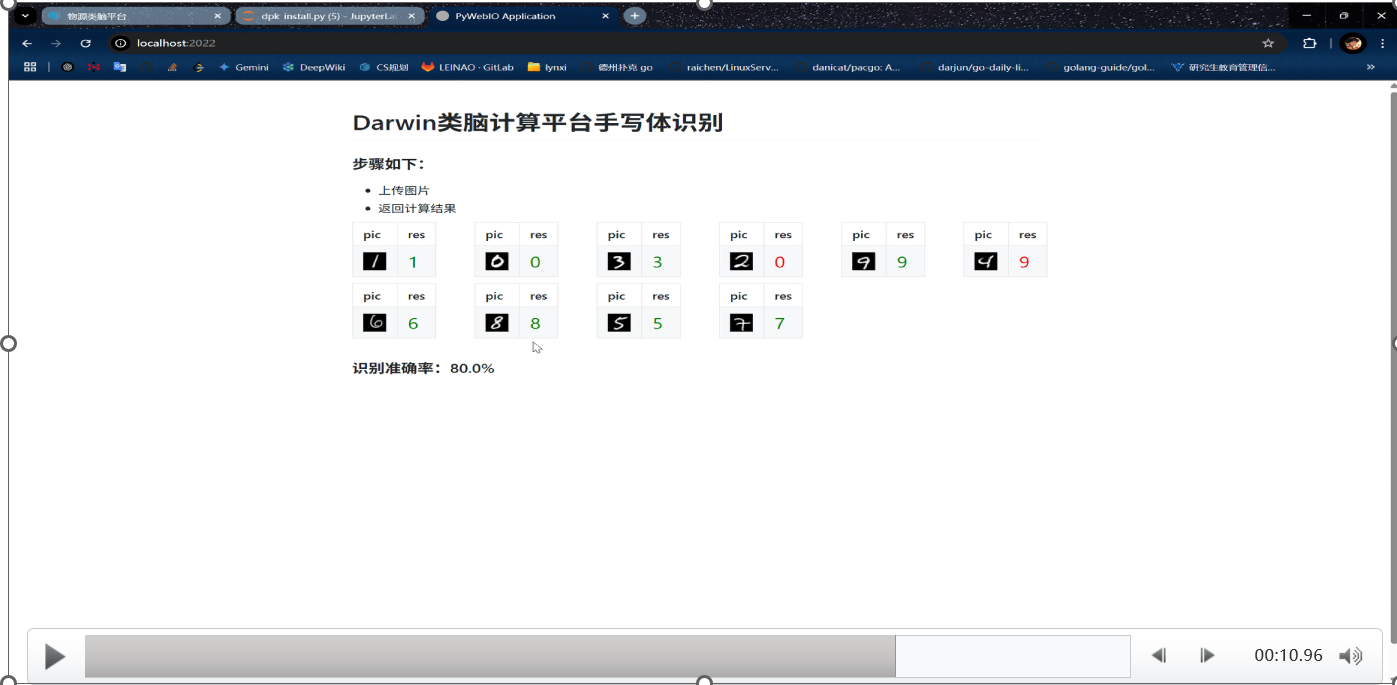 物源类脑平台
dpk_install.py (5) - JupyterLa
PyWebIO Application
localhost:2022
Gemini
DeepWiki
CS规划
LEINAO · GitLab
lynxi
德州扑克 go
raichen/LinuxServ...
danicat/pacgo: A...
darjun/go-daily-li...
golang-guide/gol...
研究生教育管理信...
Darwin类脑计算平台手写体识别
步骤如下：
上传图片
返回计算结果
pic res pic res pic res pic res pic res pic res
1 1 0 0 3 3 2 0 9 9 4 9
pic res pic res pic res pic res
6 6 8 8 5 5 7 7
识别准确率：80.0%
00:10.96